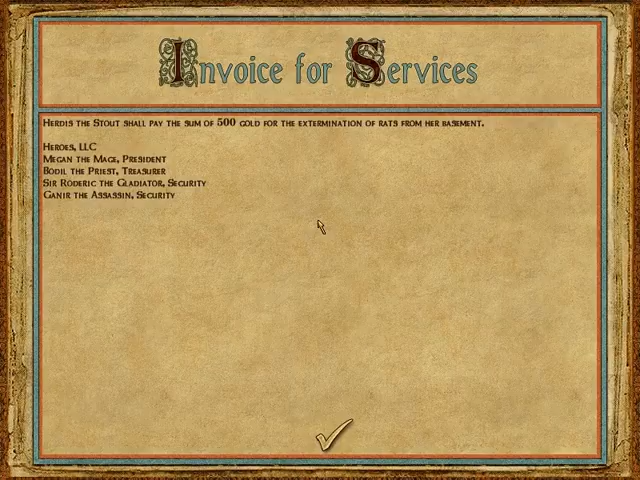 Invoice for Services
Herdis the Stout shall pay the sum of 500 gold for the extermination of rats from her basement.
Heroes, LLC
Megan the Mage, President
Bodil the Priest, Treasurer
Sir Roderic the Gladiator, Security
Ganir the Assassin, Security